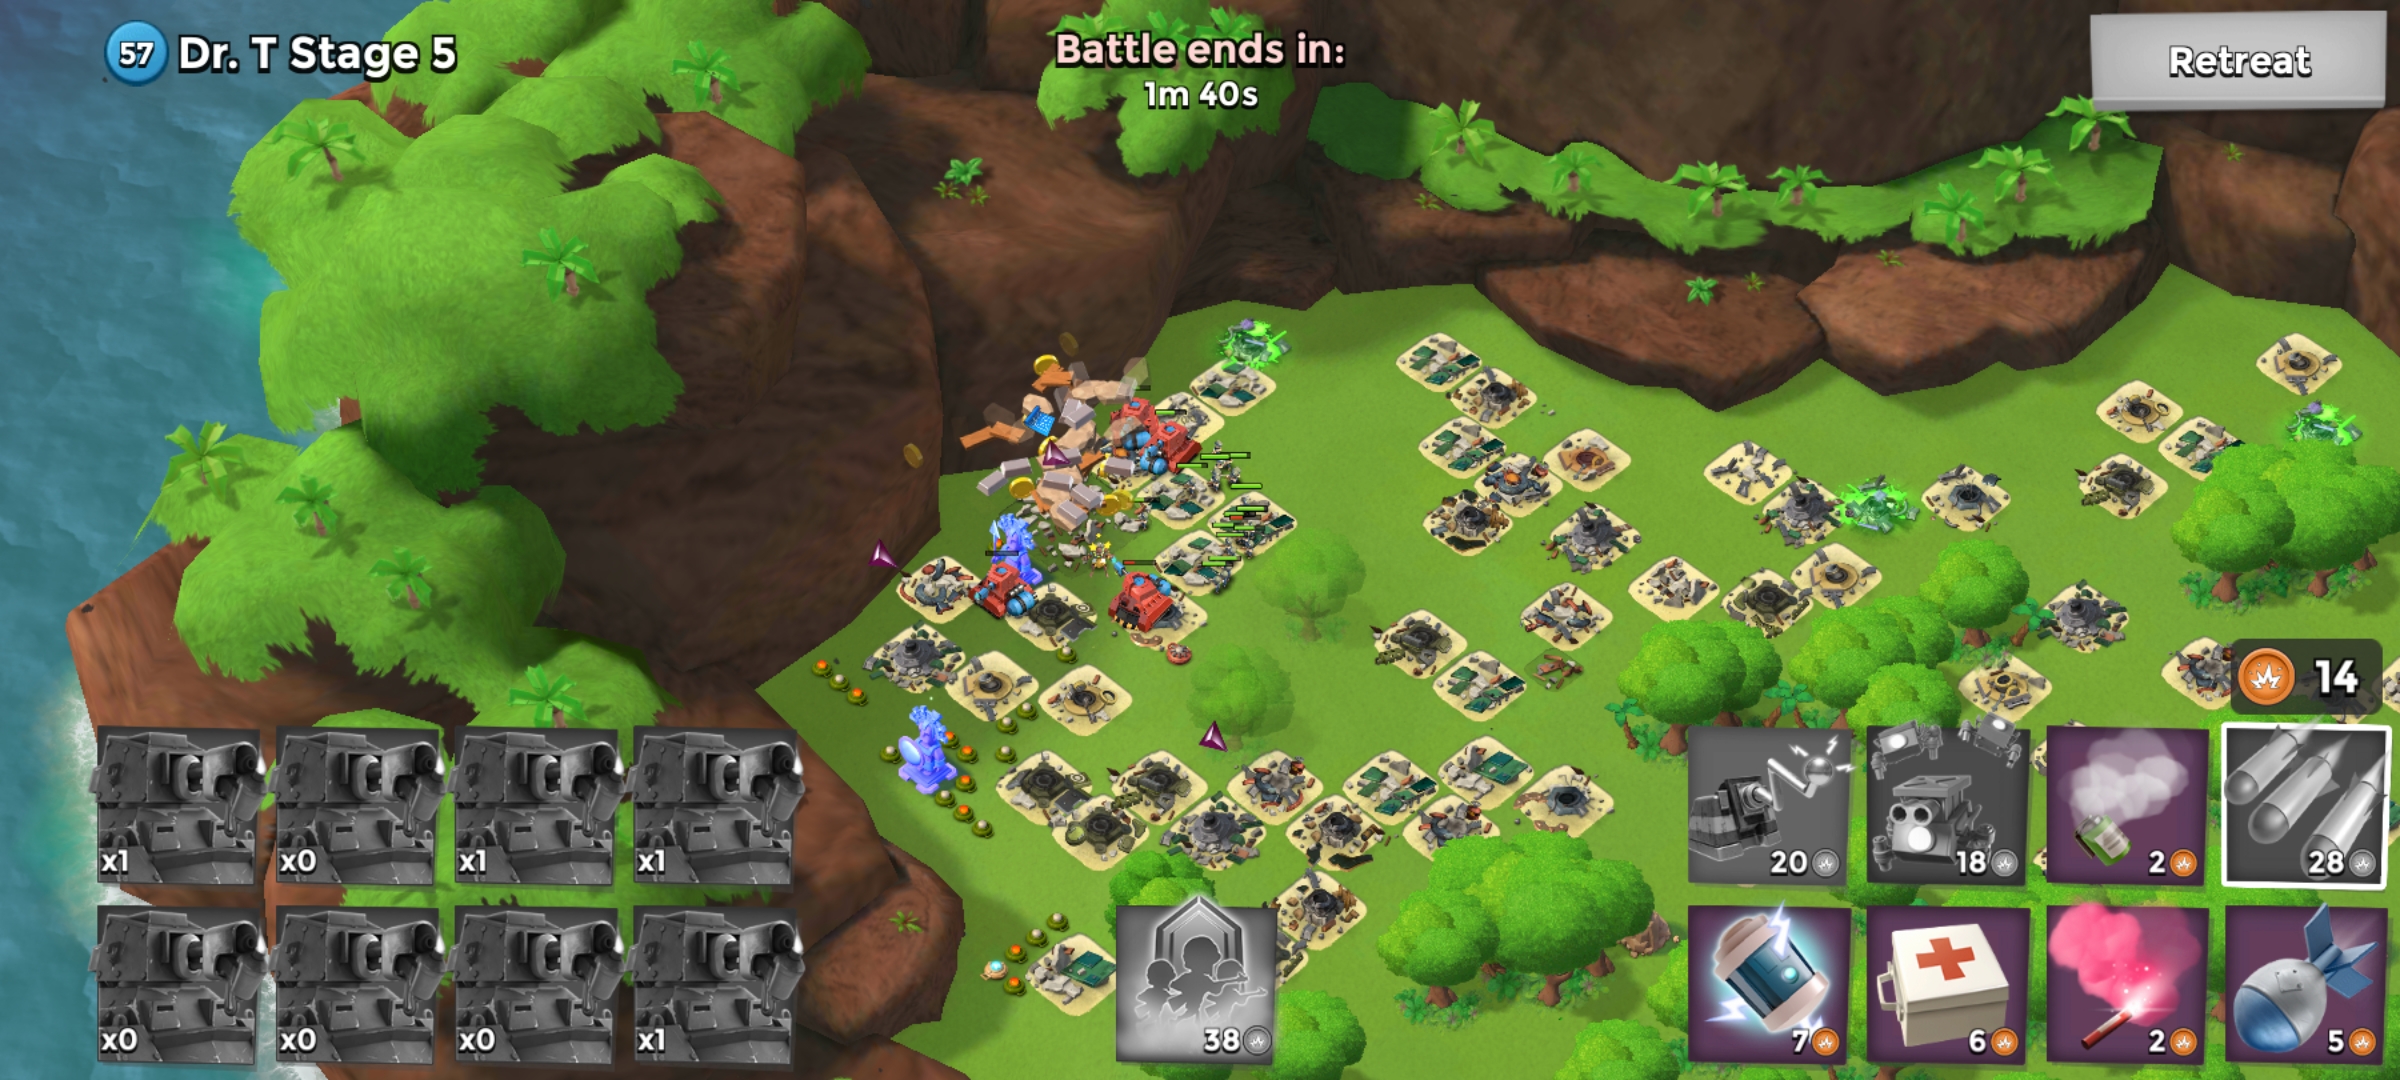 57 Dr. T Stage 5
Battle ends in:
1m 40s
Retreat
14
x1
x0
x1
x1
20
18
2
28
x0
x0
x0
x1
38
7
6
2
5